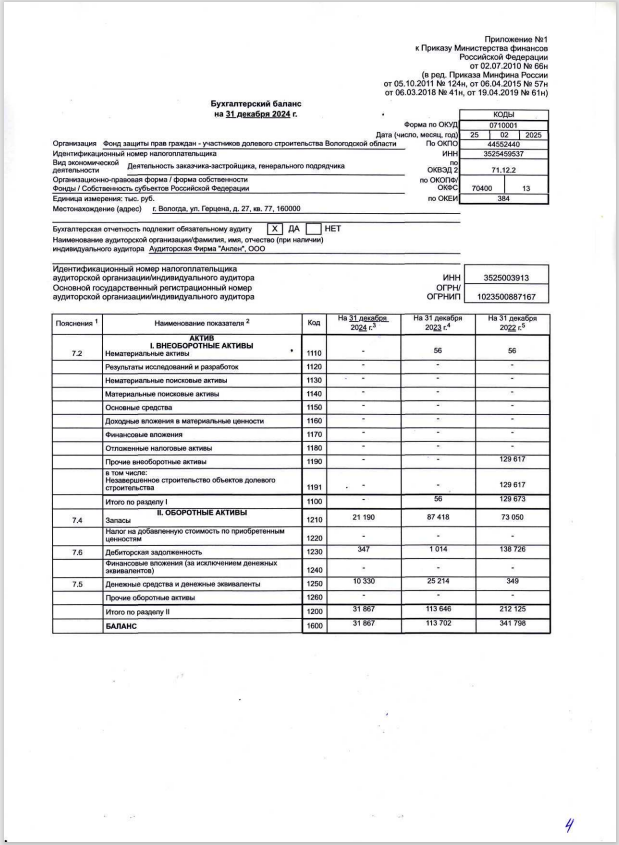 Приложение №1
к Приказу Министерства финансов
Российской Федерации
от 02.07.2010 № 66н
(в ред. Приказа Минфина России
от 05.10.2011 № 124н, от 06.04.2015 № 57н
от 06.03.2018 № 41н, от 19.04.2019 № 61н)
Бухгалтерский баланс
на 31 декабря 2024 г.
КОДЫ
Форма по ОКУД 0710001
Дата (число, месяц, год) 25 02 2025
Организация Фонд защиты прав граждан - участников долевого строительства Вологодской области По ОКПО 44552440
Идентификационный номер налогоплательщика ИНН 3525459537
Вид экономической деятельности Деятельность заказчика-застройщика, генерального подрядчика по ОКВЭД 2 71.12.2
Организационно-правовая форма / форма собственности
Фонды / Собственность субъектов Российской Федерации по ОКОПФ/ОКФС 70400 13
Единица измерения: тыс. руб. по ОКЕИ 384
Местонахождение (адрес) г. Вологда, ул. Герцена, д. 27, кв. 77, 160000
Бухгалтерская отчетность подлежит обязательному аудиту X ДА НЕТ
Наименование аудиторской организации/фамилия, имя, отчество (при наличии)
индивидуального аудитора Аудиторская Фирма "Анлен", ООО
Идентификационный номер налогоплательщика
аудиторской организации/индивидуального аудитора ИНН 3525003913
Основной государственный регистрационный номер
аудиторской организации/индивидуального аудитора ОГРН/ОГРНИП 1023500887167
Пояснения 1 Наименование показателя 2 Код На 31 декабря 2024 г.3 На 31 декабря 2023 г.4 На 31 декабря 2022 г.5
АКТИВ
I. ВНЕОБОРОТНЫЕ АКТИВЫ
7.2 Нематериальные активы 1110 - 56 56
Результаты исследований и разработок 1120 - - -
Нематериальные поисковые активы 1130 - - -
Материальные поисковые активы 1140 - - -
Основные средства 1150 - - -
Доходные вложения в материальные ценности 1160 - - -
Финансовые вложения 1170 - - -
Отложенные налоговые активы 1180 - - -
Прочие внеоборотные активы 1190 - - 129 617
в том числе:
Незавершенное строительство объектов долевого
строительства 1191 - - 129 617
Итого по разделу I 1100 - 56 129 673
II. ОБОРОТНЫЕ АКТИВЫ
7.4 Запасы 1210 21 190 87 418 73 050
Налог на добавленную стоимость по приобретенным
ценностям 1220 - - -
7.6 Дебиторская задолженность 1230 347 1 014 138 726
Финансовые вложения (за исключением денежных
эквивалентов) 1240 - - -
7.5 Денежные средства и денежные эквиваленты 1250 10 330 25 214 349
Прочие оборотные активы 1260 - - -
Итого по разделу II 1200 31 867 113 646 212 125
БАЛАНС 1600 31 867 113 702 341 798
4